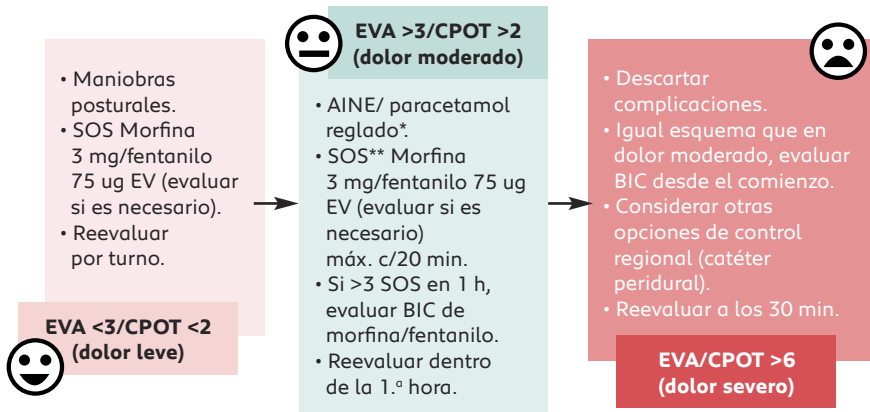 • Maniobras
posturales.
• SOS Morfina
3 mg/fentanilo
75 ug EV (evaluar
si es necesario).
• Reevaluar
por turno.
EVA <3/CPOT <2
(dolor leve)
EVA >3/CPOT >2
(dolor moderado)
• AINE/ paracetamol
reglado*.
• SOS** Morfina
3 mg/fentanilo 75 ug
EV (evaluar si es
necesario)
máx. c/20 min.
• Si >3 SOS en 1 h,
evaluar BIC de
morfina/fentanilo.
• Reevaluar dentro
de la 1.ª hora.
• Descartar
complicaciones.
• Igual esquema que en
dolor moderado, evaluar
BIC desde el comienzo.
• Considerar otras
opciones de control
regional (catéter
peridural).
• Reevaluar a los 30 min.
EVA/CPOT >6
(dolor severo)